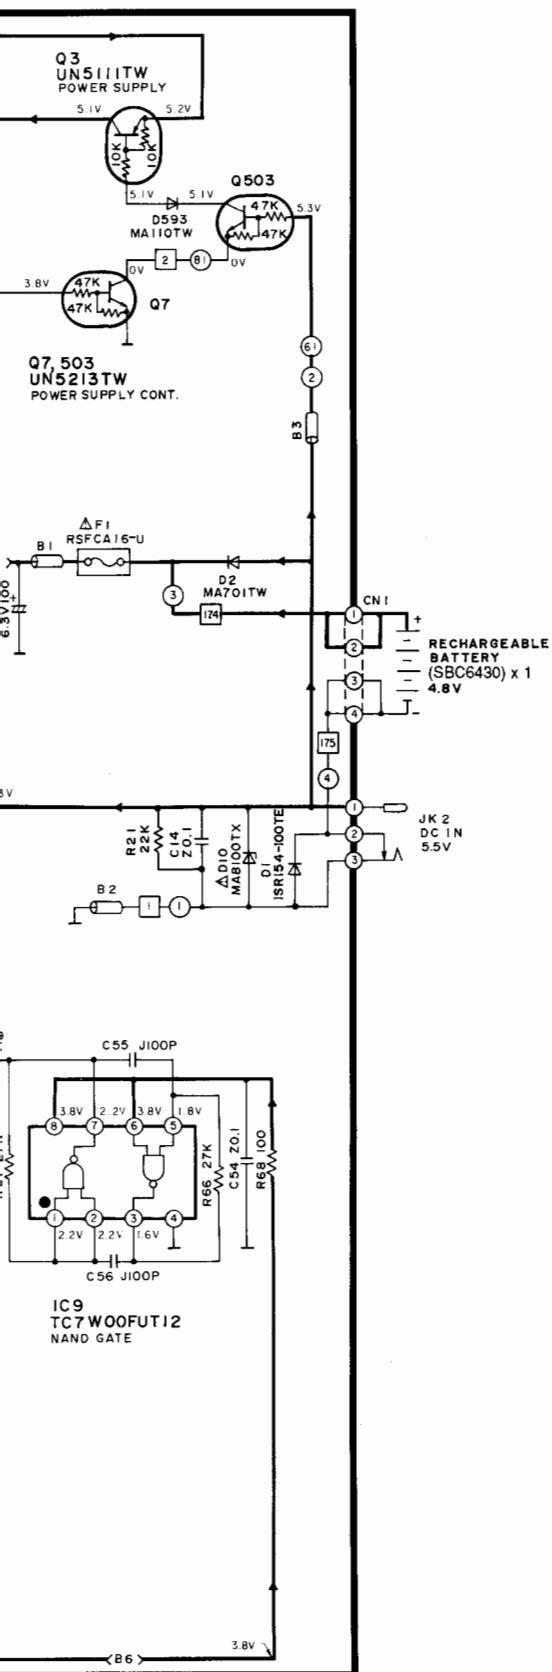 Q3
UN5111TW
POWER SUPPLY
5.1V
5.2V
10K
10K
5.1V
5.1V
D593
MA110TW
Q503
47K
47K
5.3V
0V
2
81
0V
3.8V
47K
47K
Q7
Q7, 503
UN5213TW
POWER SUPPLY CONT.
61
2
B3
⚠F1
RSFCA16-U
B1
6.3V100
+
D2
MA701TW
3
174
CN1
1
2
3
4
+
-
RECHARGEABLE
BATTERY
(SBC6430) x 1
4.8V
175
4
R21
22K
C14
Z0.1
⚠D10
MA8100TX
D1
1SR154-100TE
1
2
3
JK2
DC IN
5.5V
B2
1
1
C55 J100P
3.8V
2.2V
3.8V
1.8V
8
7
6
5
1
2
3
4
2.2V
2.2V
1.6V
R66 27K
C54 Z0.1
R68 100
C56 J100P
IC9
TC7W00FUT12
NAND GATE
3.8V
<B6>